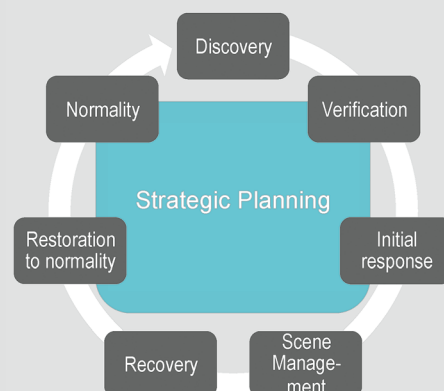 Discovery
Verification
Initial
response
Scene
Manage-
ment
Recovery
Restoration
to normality
Normality
Strategic Planning